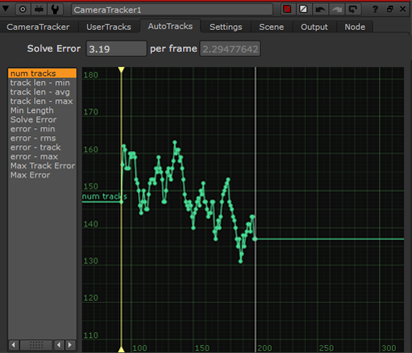 CameraTracker1
CameraTracker UserTracks AutoTracks Settings Scene Output Node
Solve Error 3.19 per frame 2.29477642
num tracks
track len - min
track len - avg
track len - max
Min Length
Solve Error
error - min
error - rms
error - track
error - max
Max Track Error
Max Error
180
170
160
150
num tracks
140
130
120
110
100 150 200 250 300